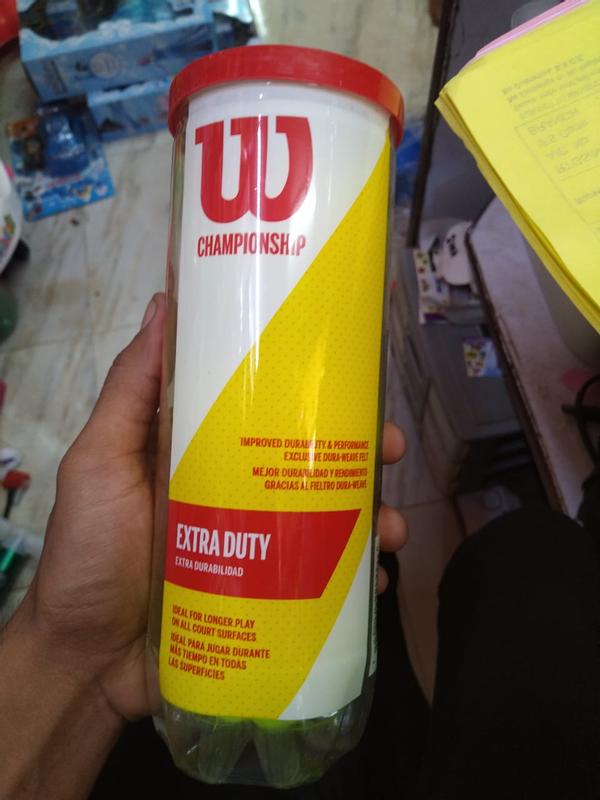 W
CHAMPIONSHIP
IMPROVED DURABILITY & PERFORMANCE
EXCLUSIVE DURA-WEAVE FELT
MEJOR DURABILIDAD Y RENDIMIENTO
GRACIAS AL FIELTRO DURA-WEAVE
EXTRA DUTY
EXTRA DURABILIDAD
IDEAL FOR LONGER PLAY
ON ALL COURT SURFACES
IDEAL PARA JUGAR DURANTE
MÁS TIEMPO EN TODAS
LAS SUPERFICIES